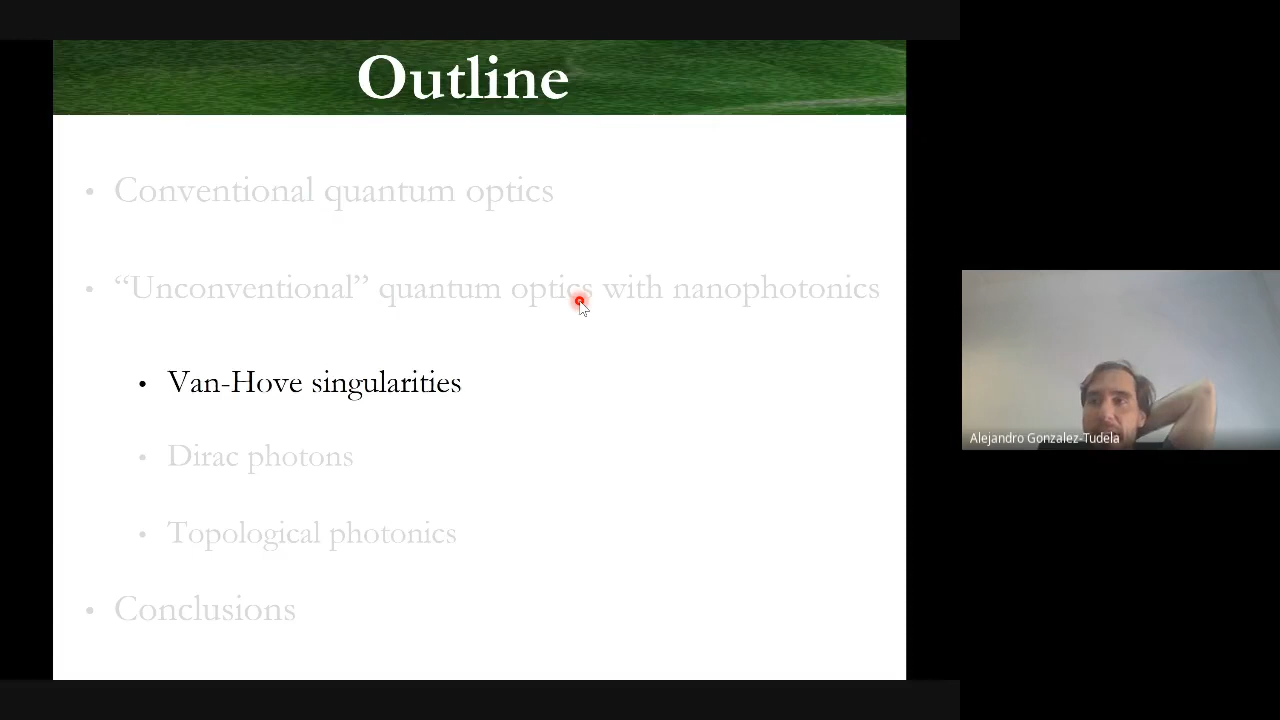 Outline
• Conventional quantum optics
• “Unconventional” quantum optics with nanophotonics
• Van-Hove singularities
• Dirac photons
• Topological photonics
• Conclusions
Alejandro Gonzalez-Tudela